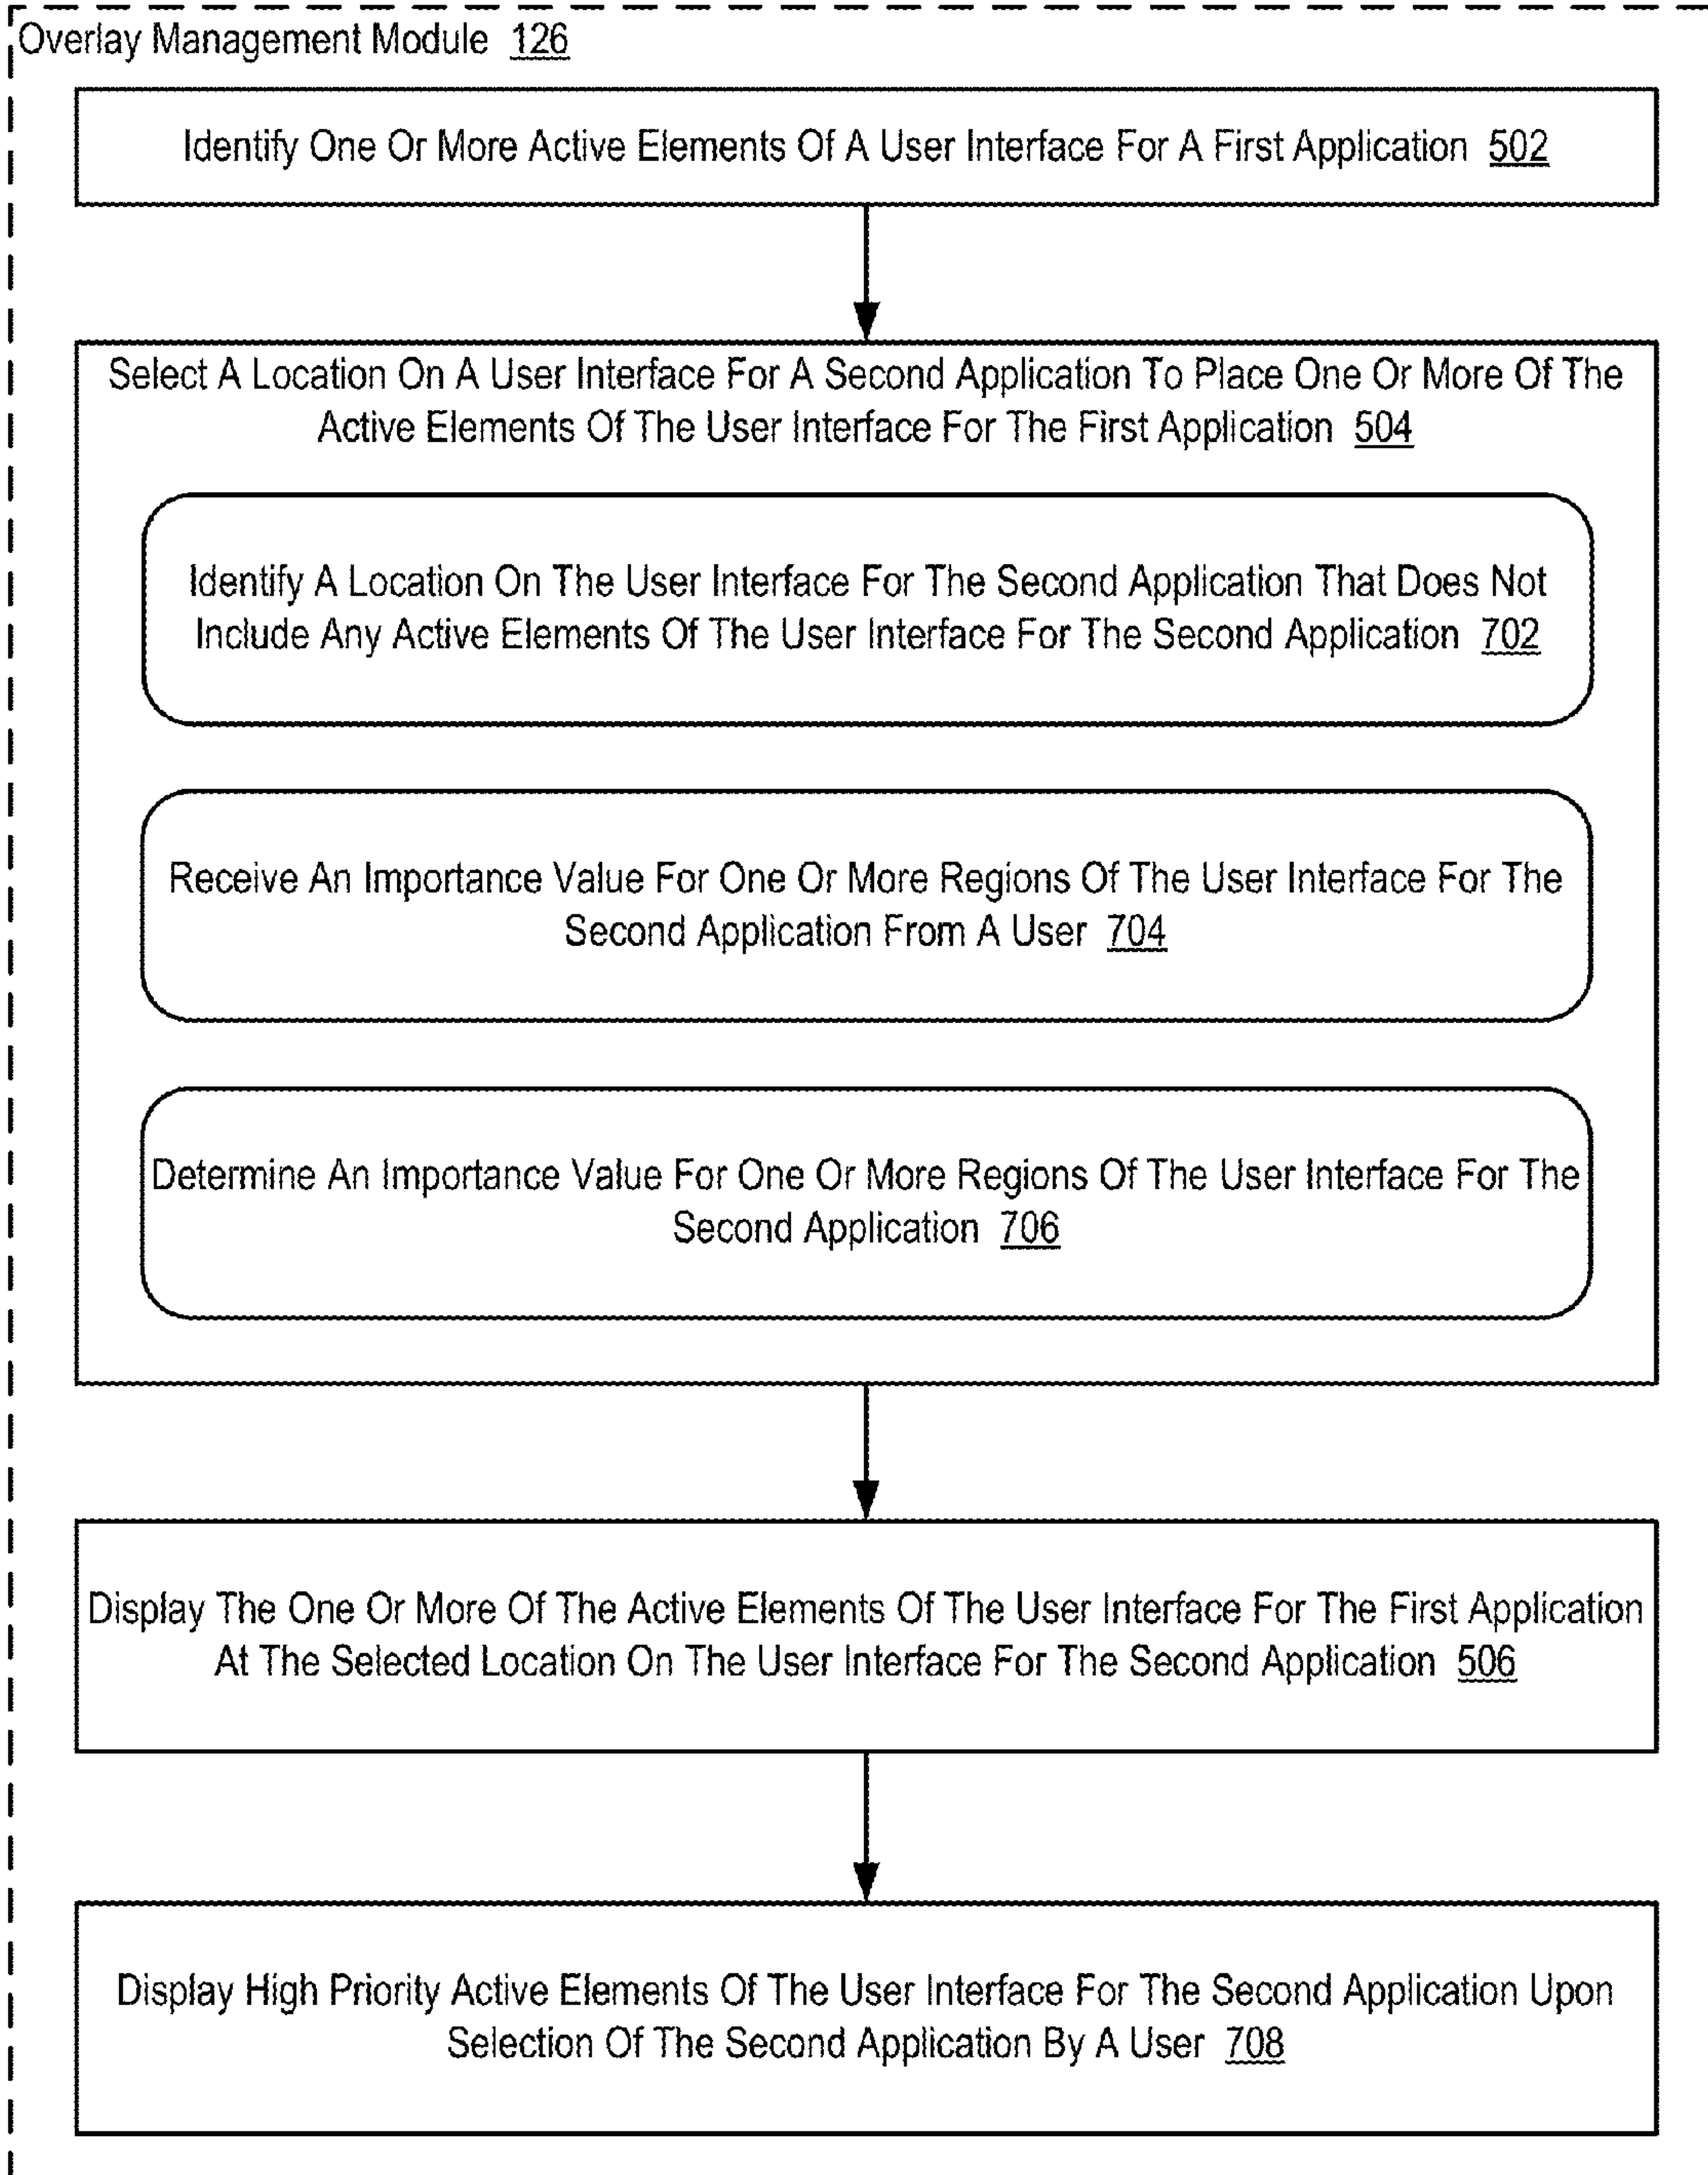 Overlay Management Module 126
Identify One Or More Active Elements Of A User Interface For A First Application 502
Select A Location On A User Interface For A Second Application To Place One Or More Of The
Active Elements Of The User Interface For The First Application 504
Identify A Location On The User Interface For The Second Application That Does Not
Include Any Active Elements Of The User Interface For The Second Application 702
Receive An Importance Value For One Or More Regions Of The User Interface For The
Second Application From A User 704
Determine An Importance Value For One Or More Regions Of The User Interface For The
Second Application 706
Display The One Or More Of The Active Elements Of The User Interface For The First Application
At The Selected Location On The User Interface For The Second Application 506
Display High Priority Active Elements Of The User Interface For The Second Application Upon
Selection Of The Second Application By A User 708